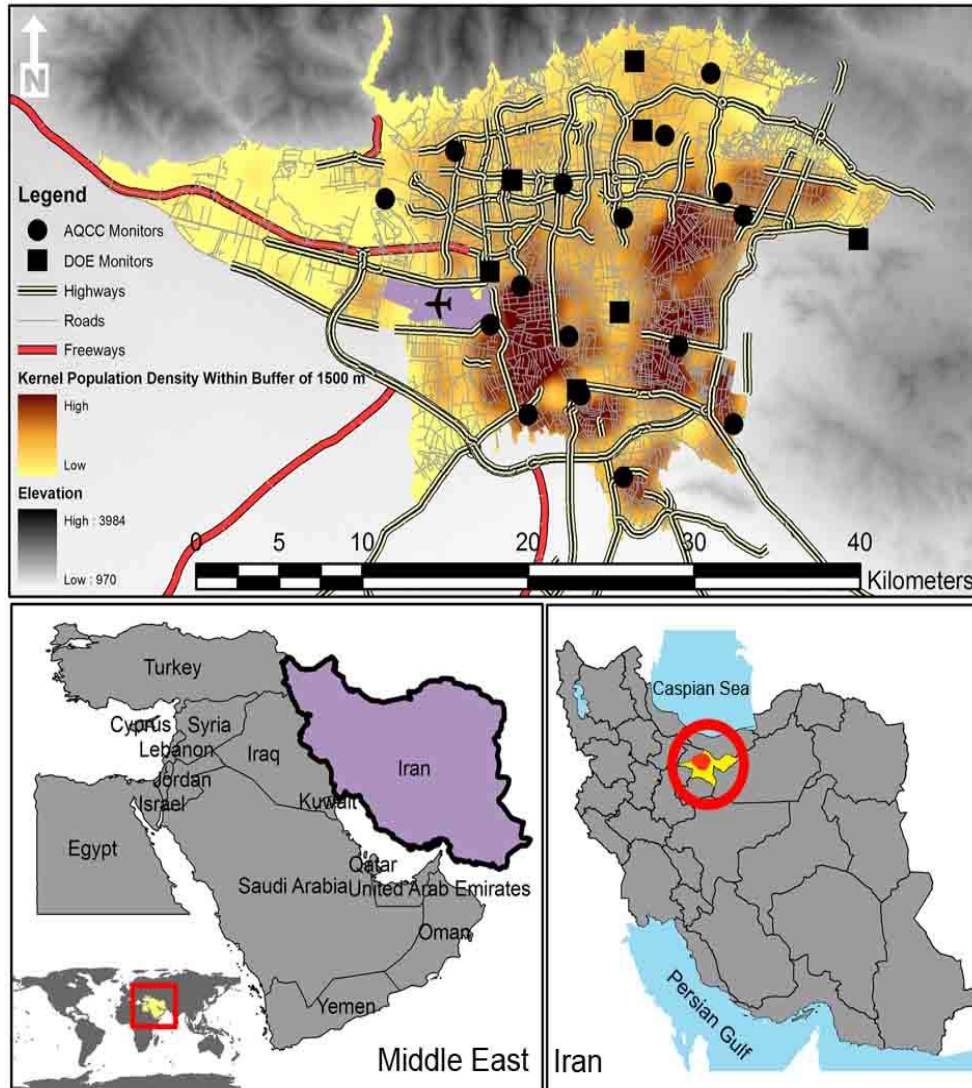 N
Legend
AQCC Monitors
DOE Monitors
Highways
Roads
Freeways
Kernel Population Density Within Buffer of 1500 m
High
Low
Elevation
High : 3984
Low : 970
0 5 10 20 30 40
Kilometers
Turkey
Cyprus
Syria
Lebanon
Iraq
Iran
Jordan
Israel
Kuwait
Egypt
Qatar
Saudi Arabia
United Arab Emirates
Oman
Yemen
Middle East
Caspian Sea
Persian Gulf
Iran